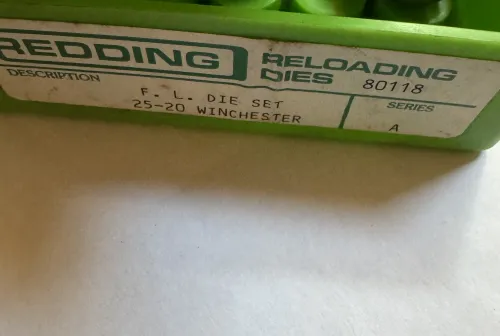 REDDING
RELOADING
DIES 80118
DESCRIPTION
F. L. DIE SET
25-20 WINCHESTER
SERIES
A